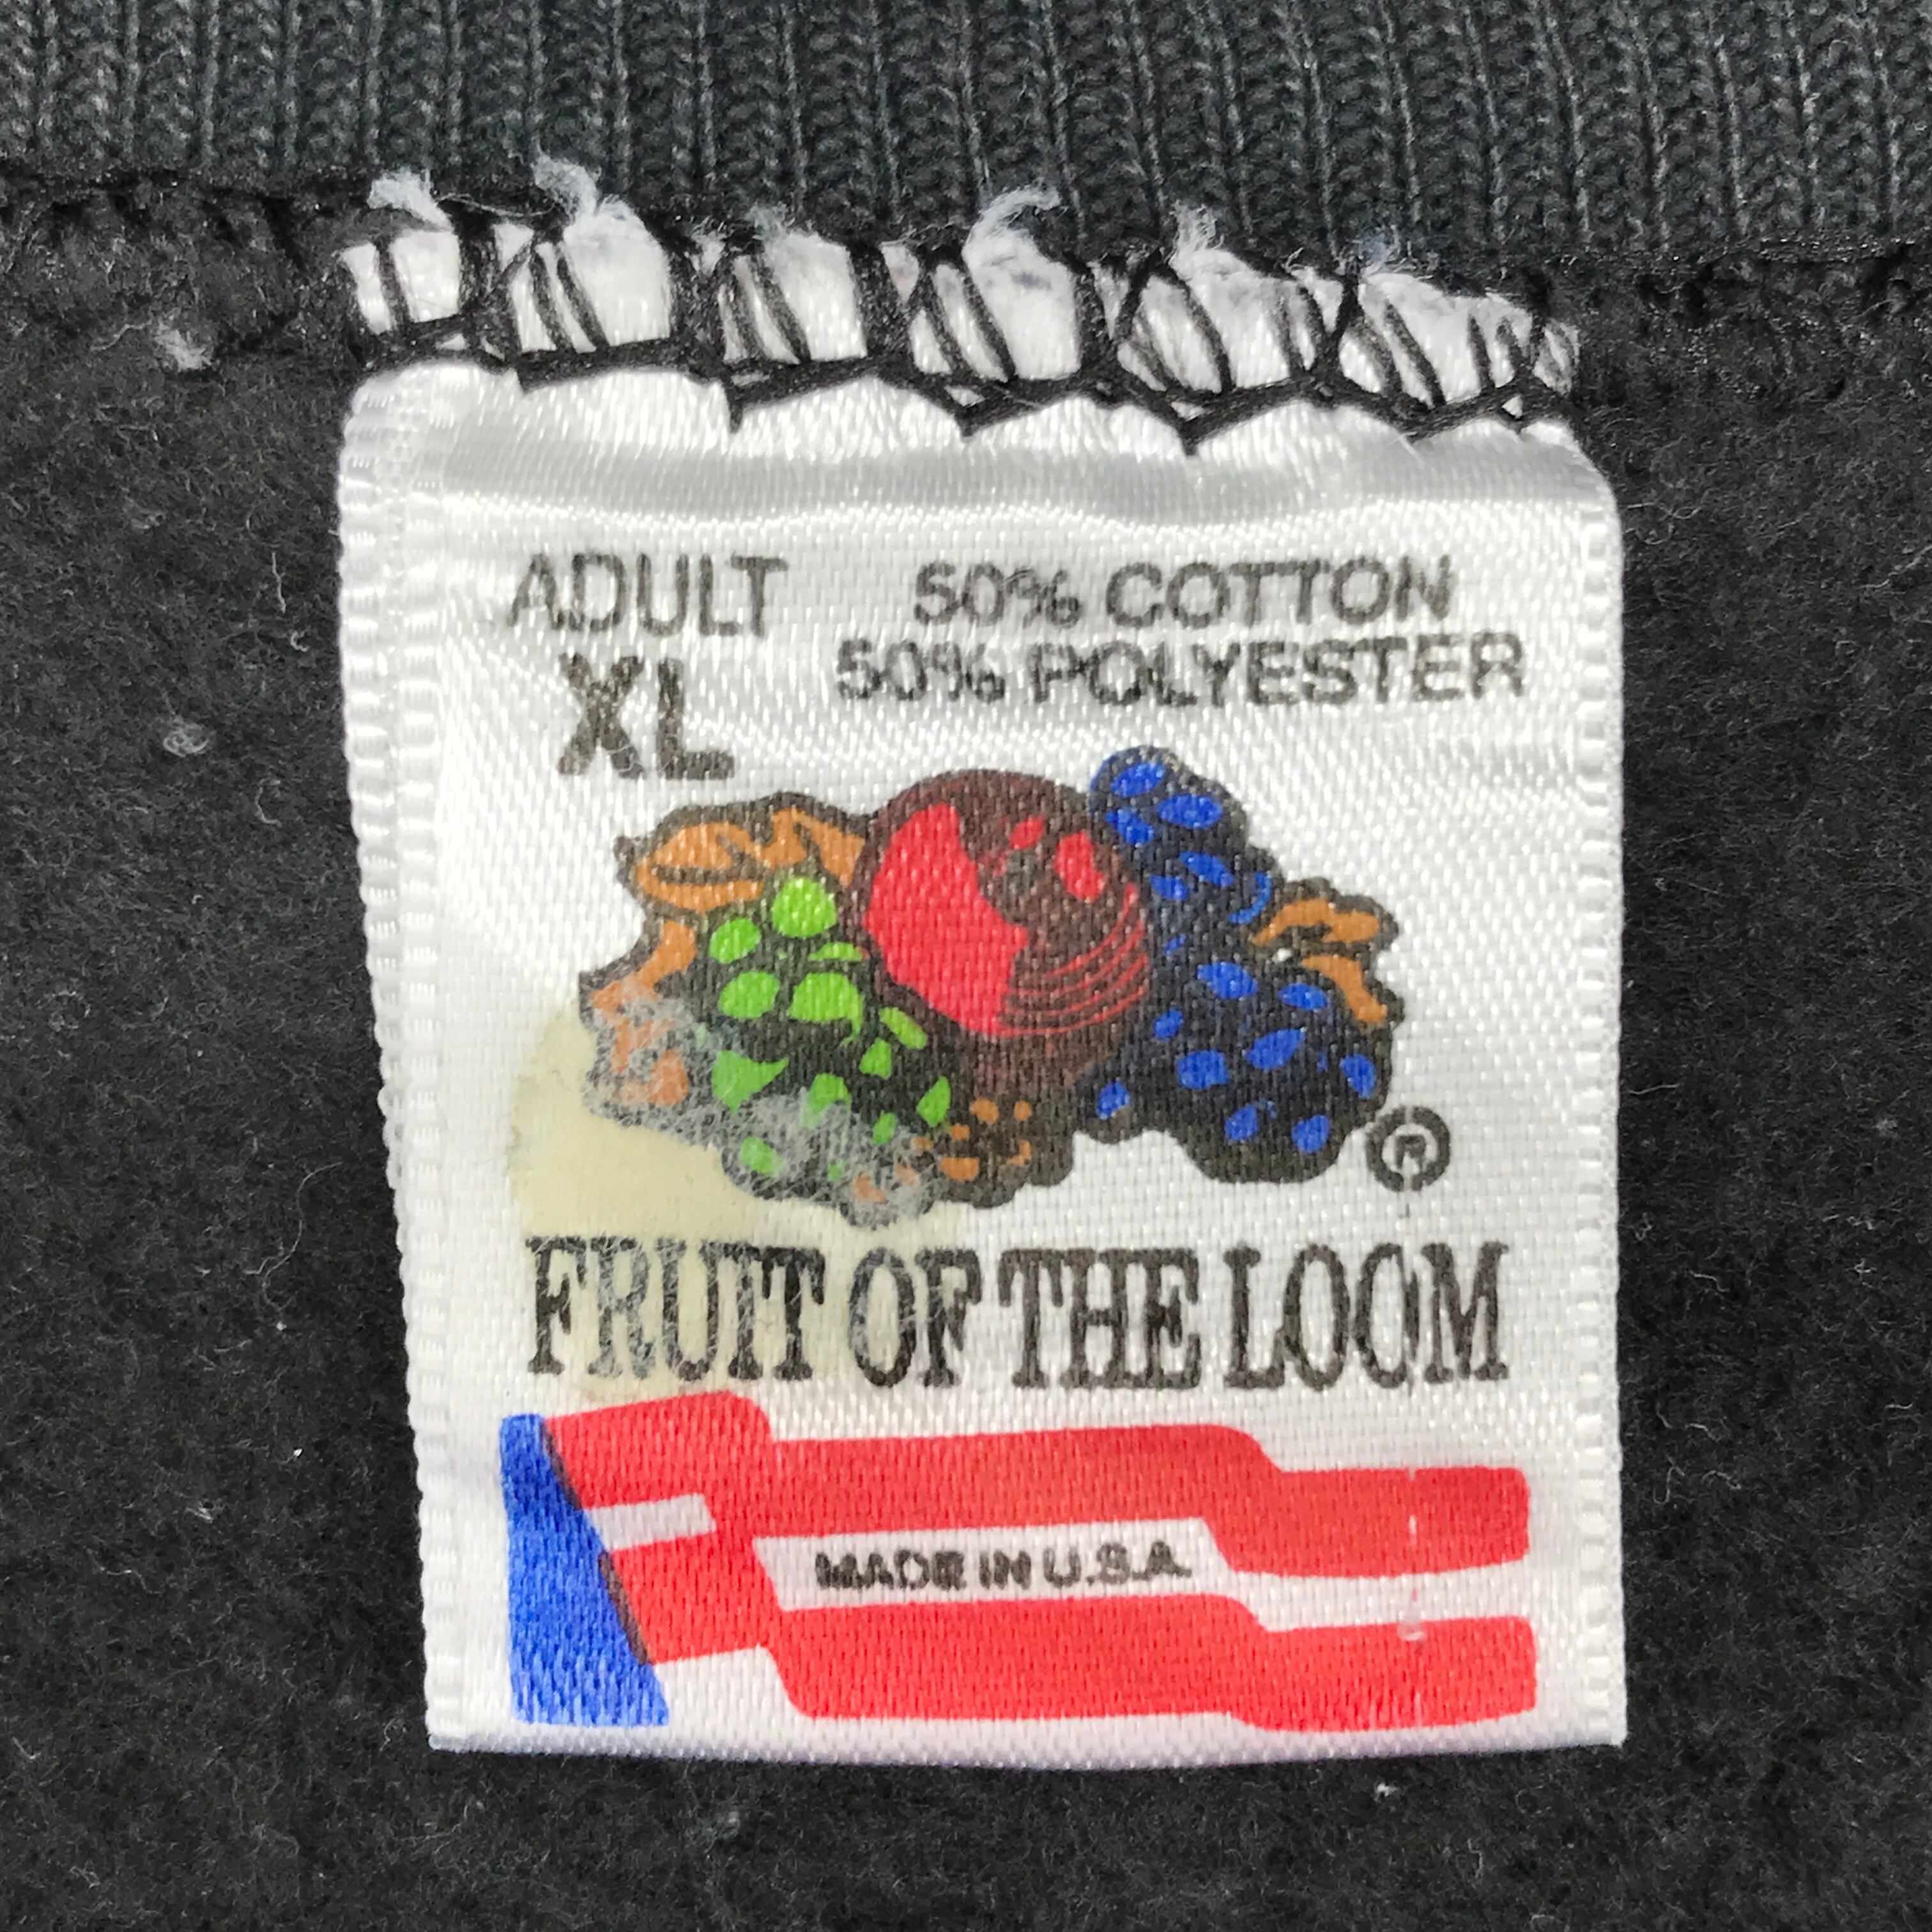 ADULT
XL
50% COTTON
50% POLYESTER
®
FRUIT OF THE LOOM
MADE IN U.S.A.